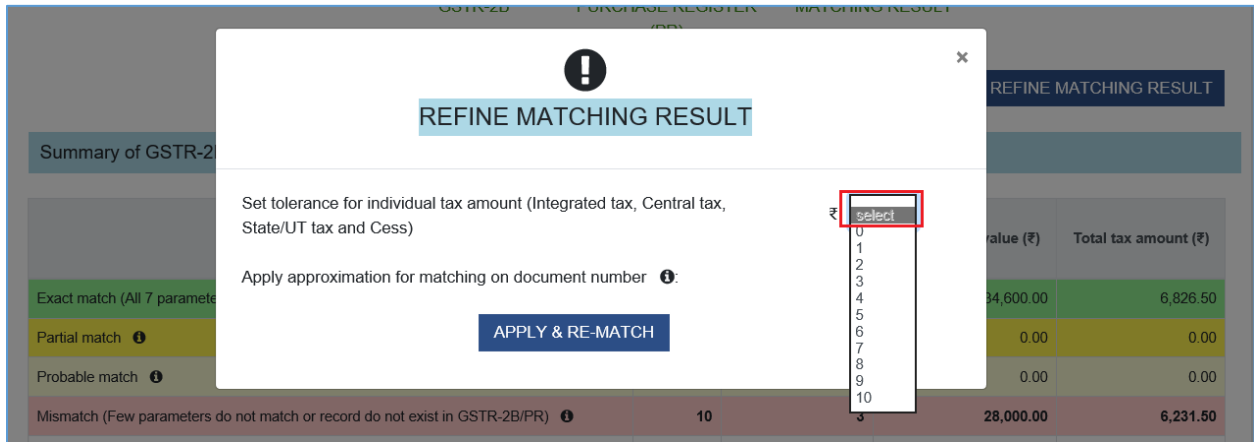 GSTR-2B PURCHASE REGISTER MATCHING RESULT
(PR)
×
REFINE MATCHING RESULT
REFINE MATCHING RESULT
Summary of GSTR-2
Set tolerance for individual tax amount (Integrated tax, Central tax,
State/UT tax and Cess)
₹
select
0
1
2
3
4
5
6
7
8
9
10
Apply approximation for matching on document number :
APPLY & RE-MATCH
value (₹) Total tax amount (₹)
Exact match (All 7 paramete 34,600.00 6,826.50
Partial match 0.00 0.00
Probable match 0.00 0.00
Mismatch (Few parameters do not match or record do not exist in GSTR-2B/PR) 10 3 28,000.00 6,231.50